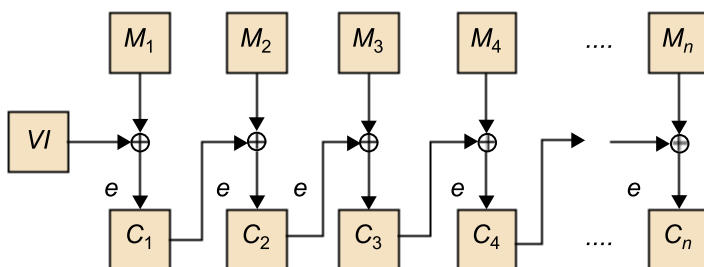 M1 M2 M3 M4 .... Mn
VI
e e e e e
C1 C2 C3 C4 .... Cn